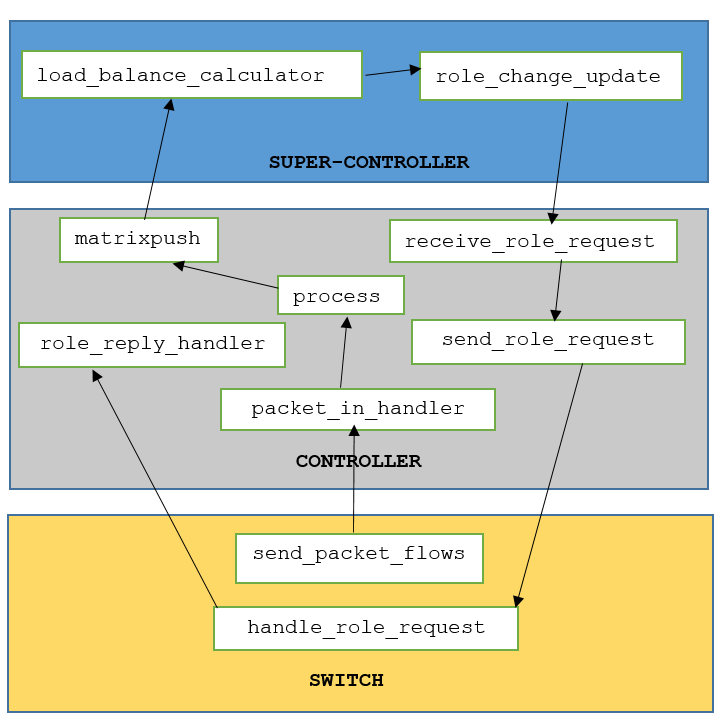 load_balance_calculator
role_change_update
SUPER-CONTROLLER
matrixpush
receive_role_request
process
role_reply_handler
send_role_request
packet_in_handler
CONTROLLER
send_packet_flows
handle_role_request
SWITCH